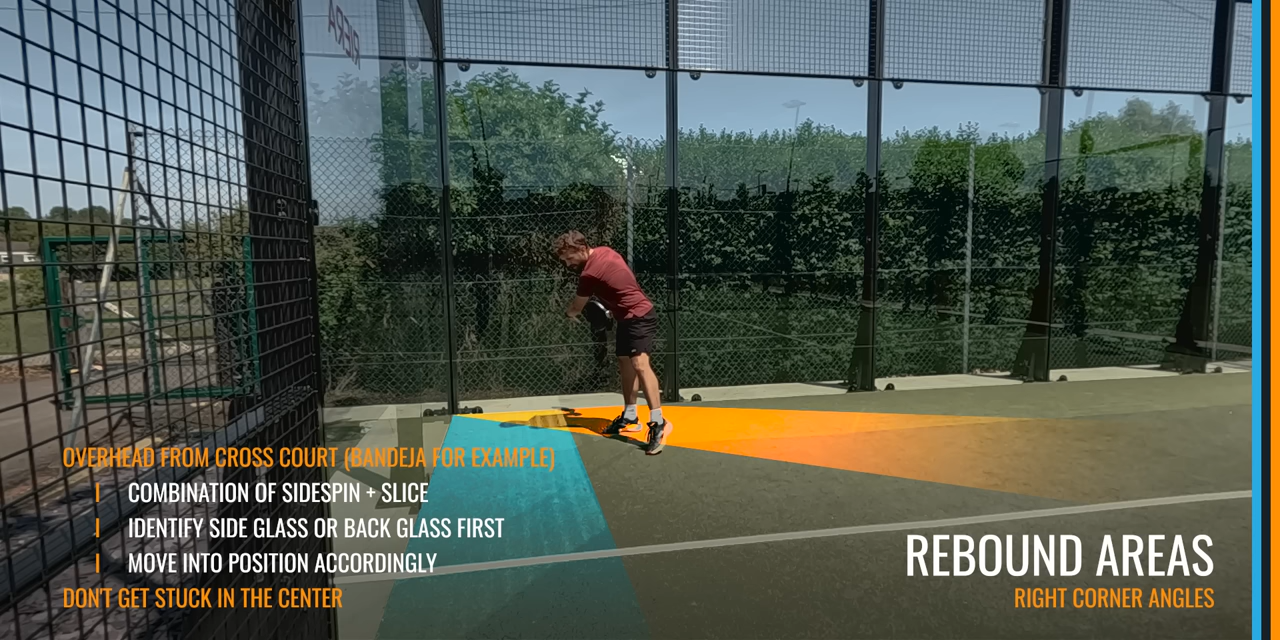 RIERA
OVERHEAD FROM CROSS COURT (BANDEJA FOR EXAMPLE)
COMBINATION OF SIDESPIN + SLICE
IDENTIFY SIDE GLASS OR BACK GLASS FIRST
MOVE INTO POSITION ACCORDINGLY
DON'T GET STUCK IN THE CENTER
REBOUND AREAS
RIGHT CORNER ANGLES